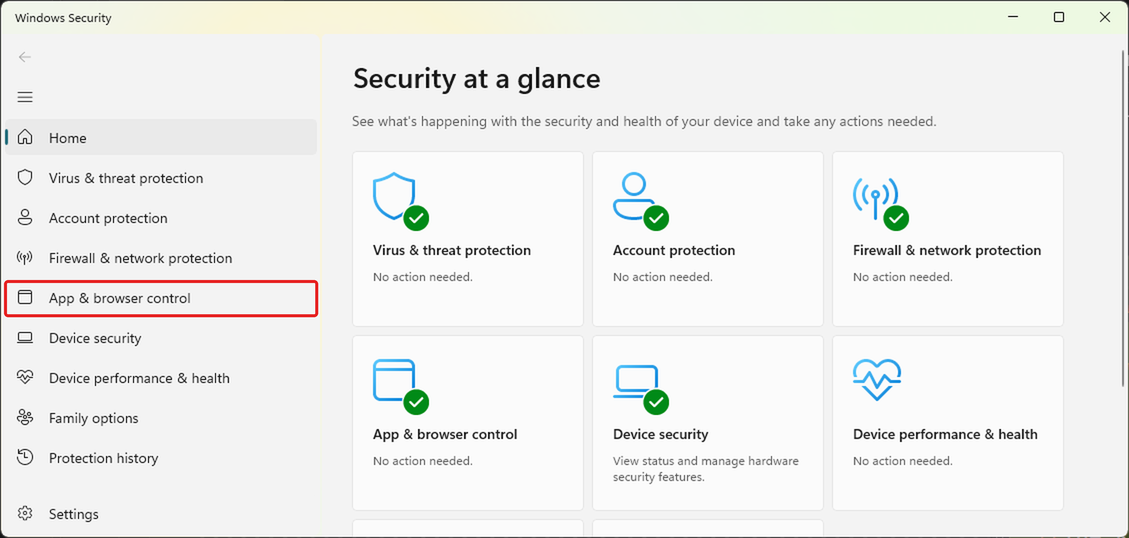 Windows Security
Home
Virus & threat protection
Account protection
Firewall & network protection
App & browser control
Device security
Device performance & health
Family options
Protection history
Settings
Security at a glance
See what's happening with the security and health of your device and take any actions needed.
Virus & threat protection
No action needed.
Account protection
No action needed.
Firewall & network protection
No action needed.
App & browser control
No action needed.
Device security
View status and manage hardware
security features.
Device performance & health
No action needed.